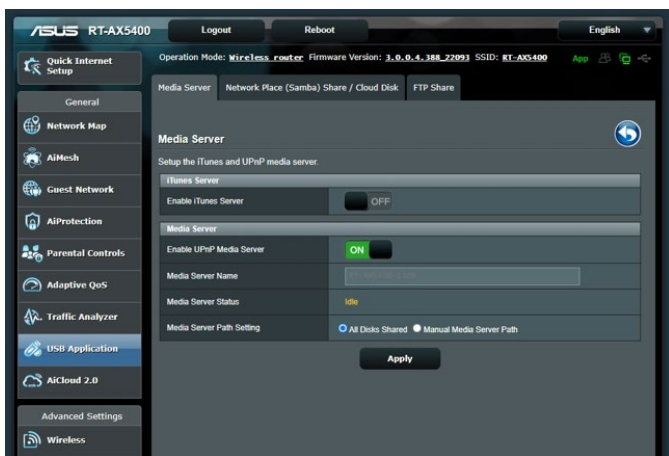 ASUS RT-AX5400 Logout Reboot English
Quick Internet Setup
Operation Mode: Wireless router Firmware Version: 3.0.0.4.388_22093 SSID: RT-AX5400 App
General
Network Map
AiMesh
Guest Network
AiProtection
Parental Controls
Adaptive QoS
Traffic Analyzer
USB Application
AiCloud 2.0
Advanced Settings
Wireless
Media Server Network Place (Samba) Share / Cloud Disk FTP Share
Media Server
Setup the iTunes and UPnP media server.
iTunes Server
Enable iTunes Server OFF
Media Server
Enable UPnP Media Server ON
Media Server Name
Media Server Status Idle
Media Server Path Setting All Disks Shared Manual Media Server Path
Apply